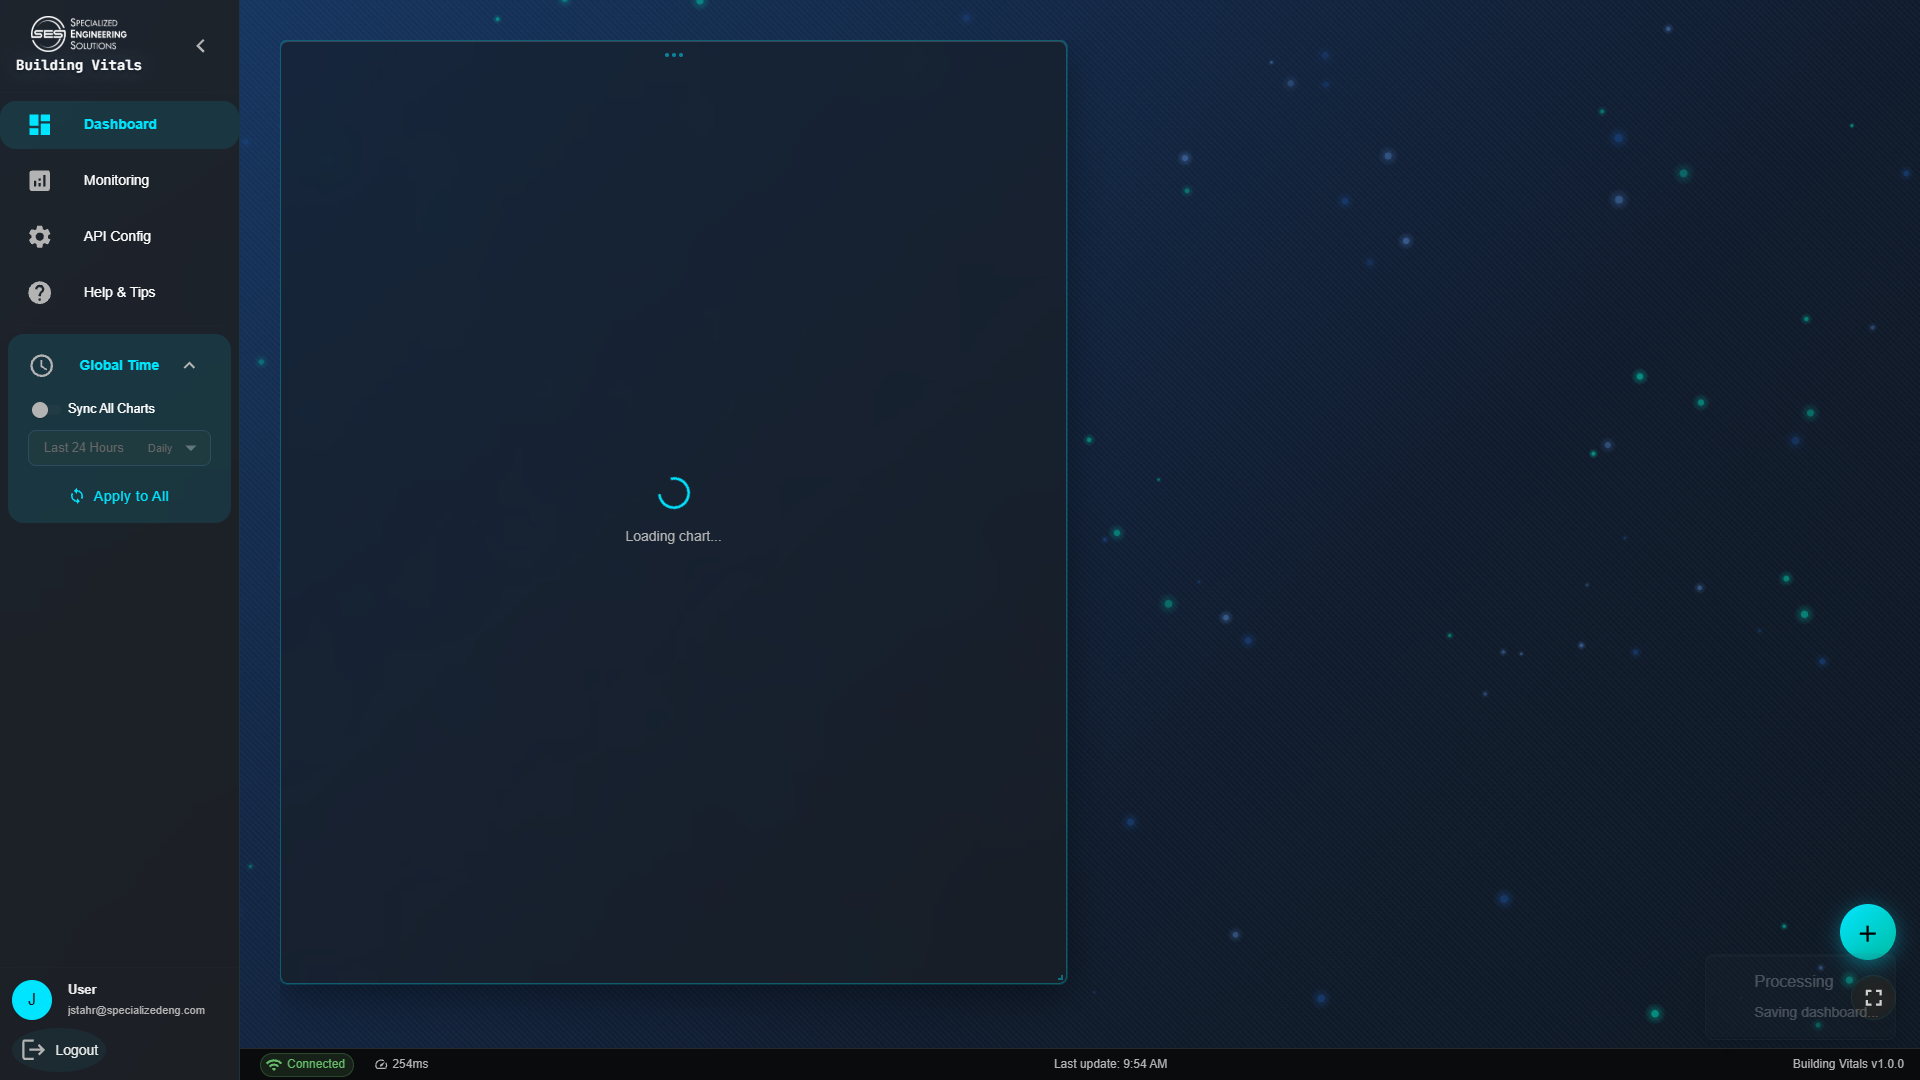 SES
SPECIALIZED
ENGINEERING
SOLUTIONS
Building Vitals
Dashboard
Monitoring
API Config
Help & Tips
Global Time
Sync All Charts
Last 24 Hours Daily
Apply to All
Loading chart...
Processing
Saving dashboard...
User
jstahr@specializedeng.com
J
Logout
Connected
254ms
Last update: 9:54 AM
Building Vitals v1.0.0